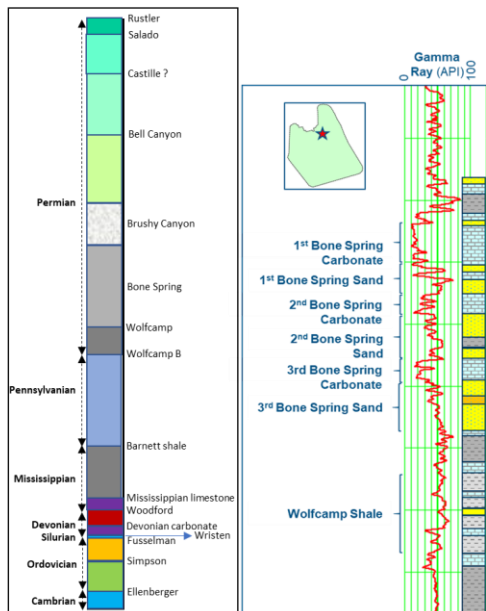 Rustler
Salado
Castille ?
Bell Canyon
Permian
Brushy Canyon
Bone Spring
Wolfcamp
Wolfcamp B
Pennsylvanian
Barnett shale
Mississippian
Mississippian limestone
Woodford
Devonian
Devonian carbonate
Silurian
Wristen
Fusselman
Ordovician
Simpson
Ellenberger
Cambrian
Gamma
Ray (API)
0
100
1st Bone Spring
Carbonate
1st Bone Spring Sand
2nd Bone Spring
Carbonate
2nd Bone Spring
Sand
3rd Bone Spring
Carbonate
3rd Bone Spring Sand
Wolfcamp Shale